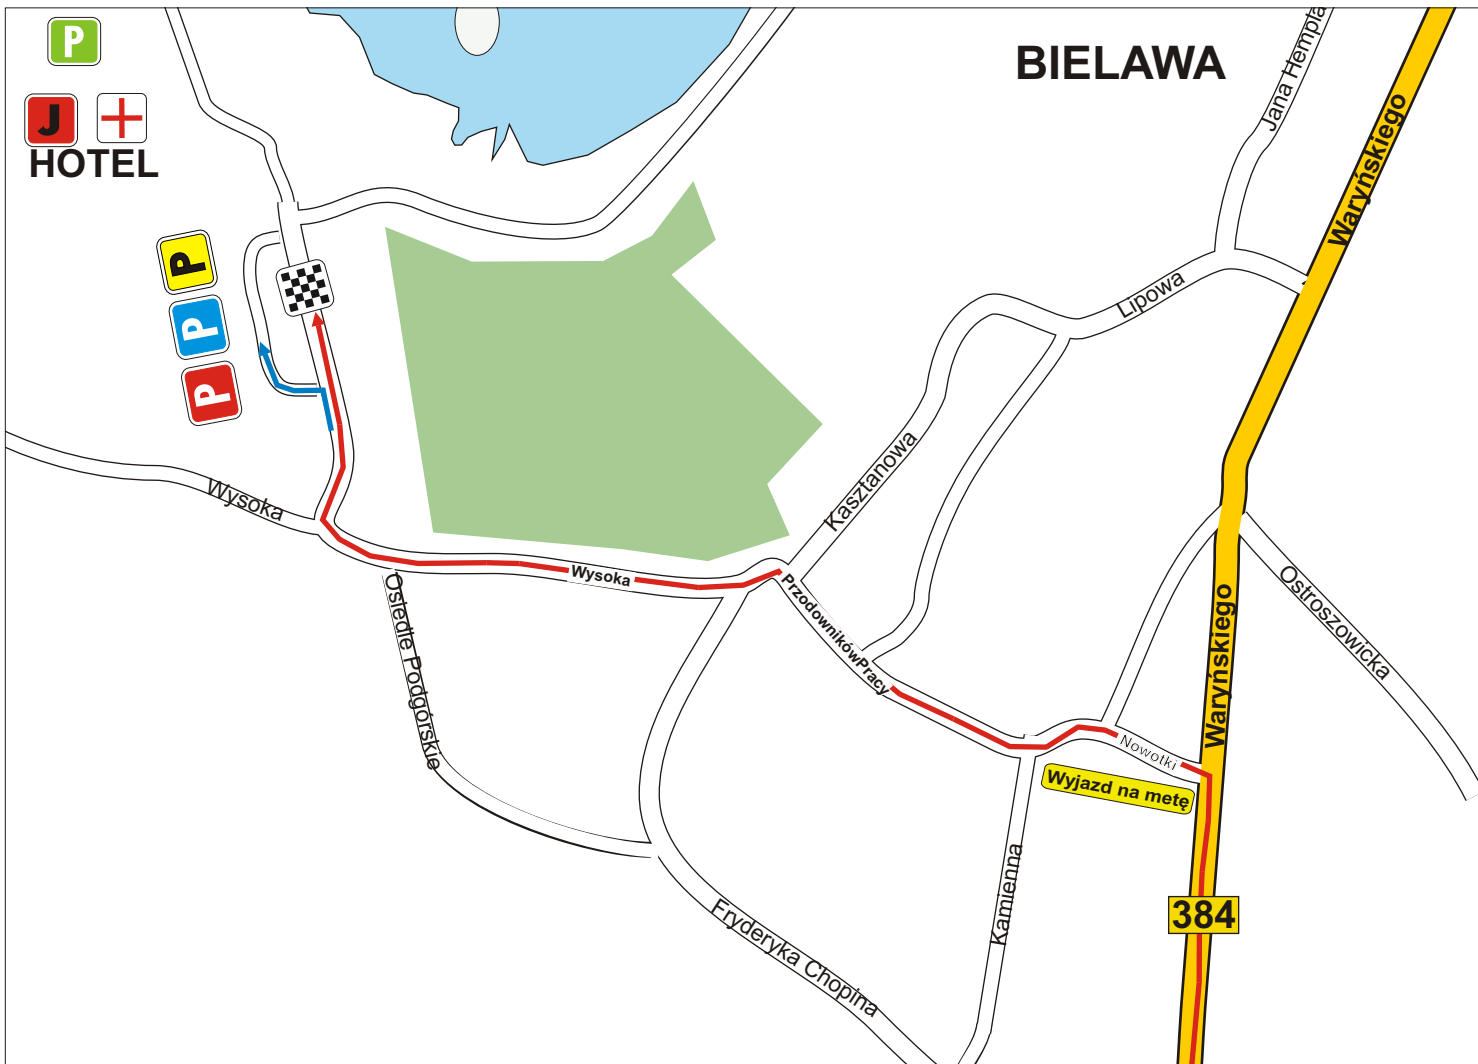 P
BIELAWA
Jana Hempla
J
HOTEL
Waryńskiego
P
P
P
Lipowa
Kasztanowa
Wysoka
Wysoka
Osiedle Podgórskie
PrzodownikówPracy
Ostroszowicka
Waryńskiego
Nowotki
Wyjazd na metę
Kamienna
384
Fryderyka Chopina